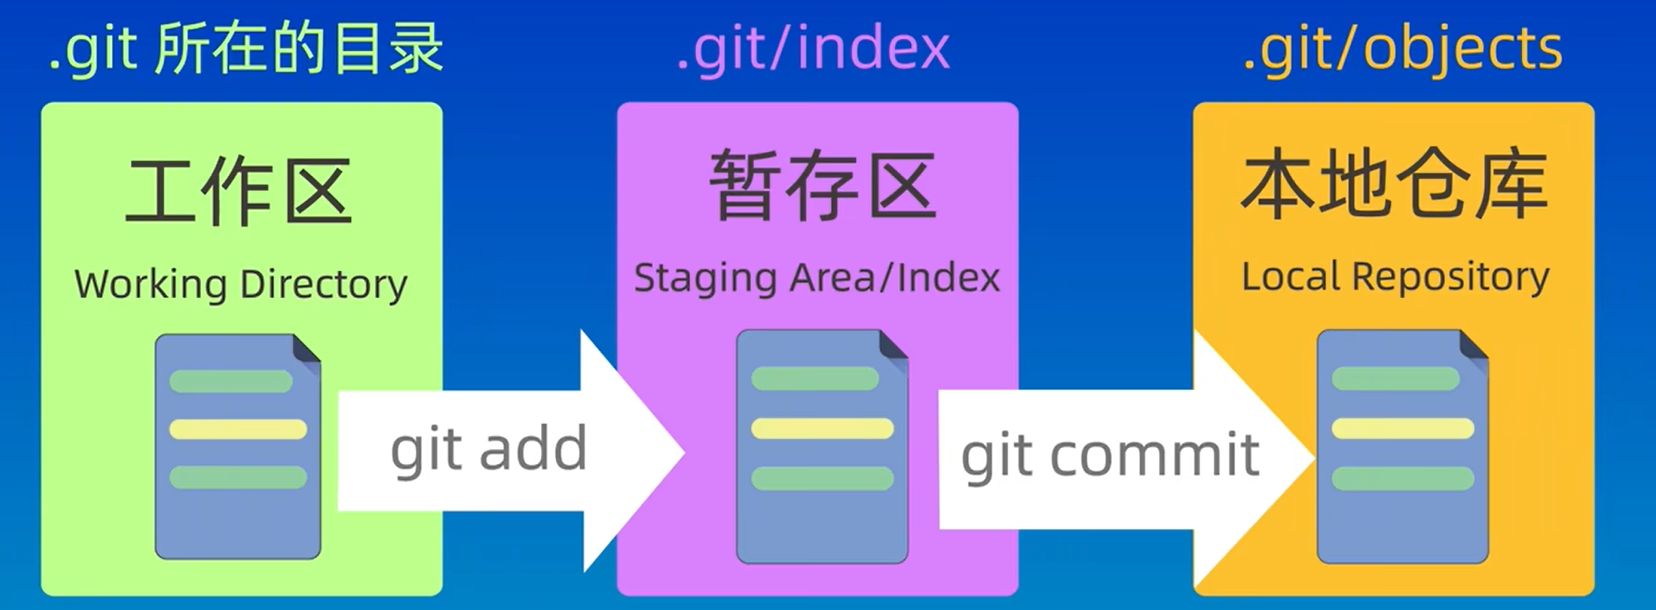 .git 所在的目录
.git/index
.git/objects
工作区
Working Directory
暂存区
Staging Area/Index
本地仓库
Local Repository
git add
git commit